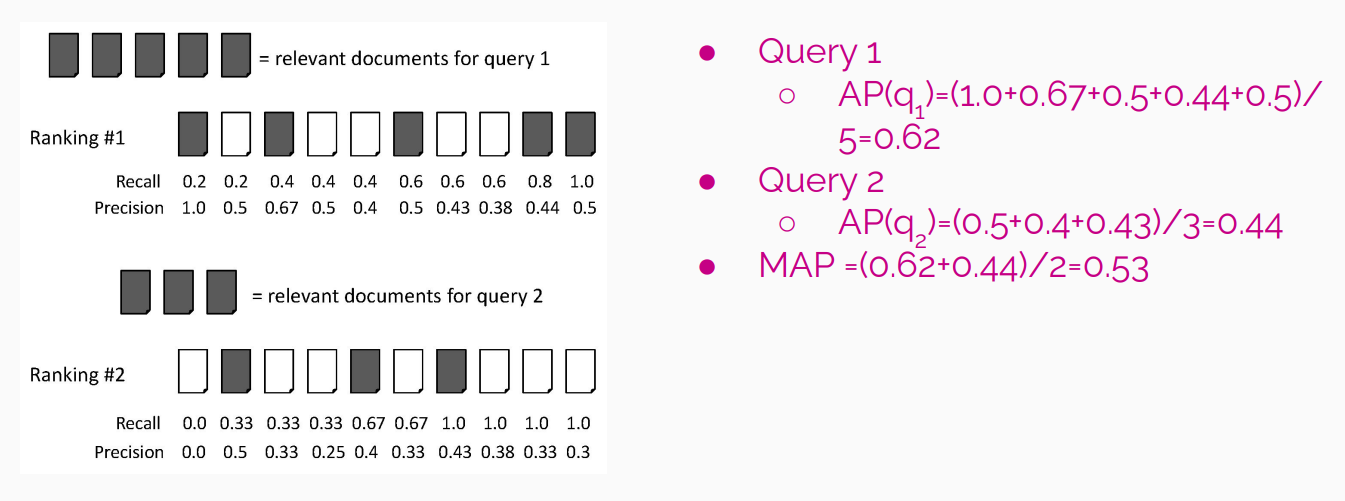 = relevant documents for query 1
Ranking #1
Recall 0.2 0.2 0.4 0.4 0.4 0.6 0.6 0.6 0.8 1.0
Precision 1.0 0.5 0.67 0.5 0.4 0.5 0.43 0.38 0.44 0.5
= relevant documents for query 2
Ranking #2
Recall 0.0 0.33 0.33 0.33 0.67 0.67 1.0 1.0 1.0 1.0
Precision 0.0 0.5 0.33 0.25 0.4 0.33 0.43 0.38 0.33 0.3
● Query 1
○ AP(q₁)=(1.0+0.67+0.5+0.44+0.5)/
5=0.62
● Query 2
○ AP(q₂)=(0.5+0.4+0.43)/3=0.44
● MAP =(0.62+0.44)/2=0.53